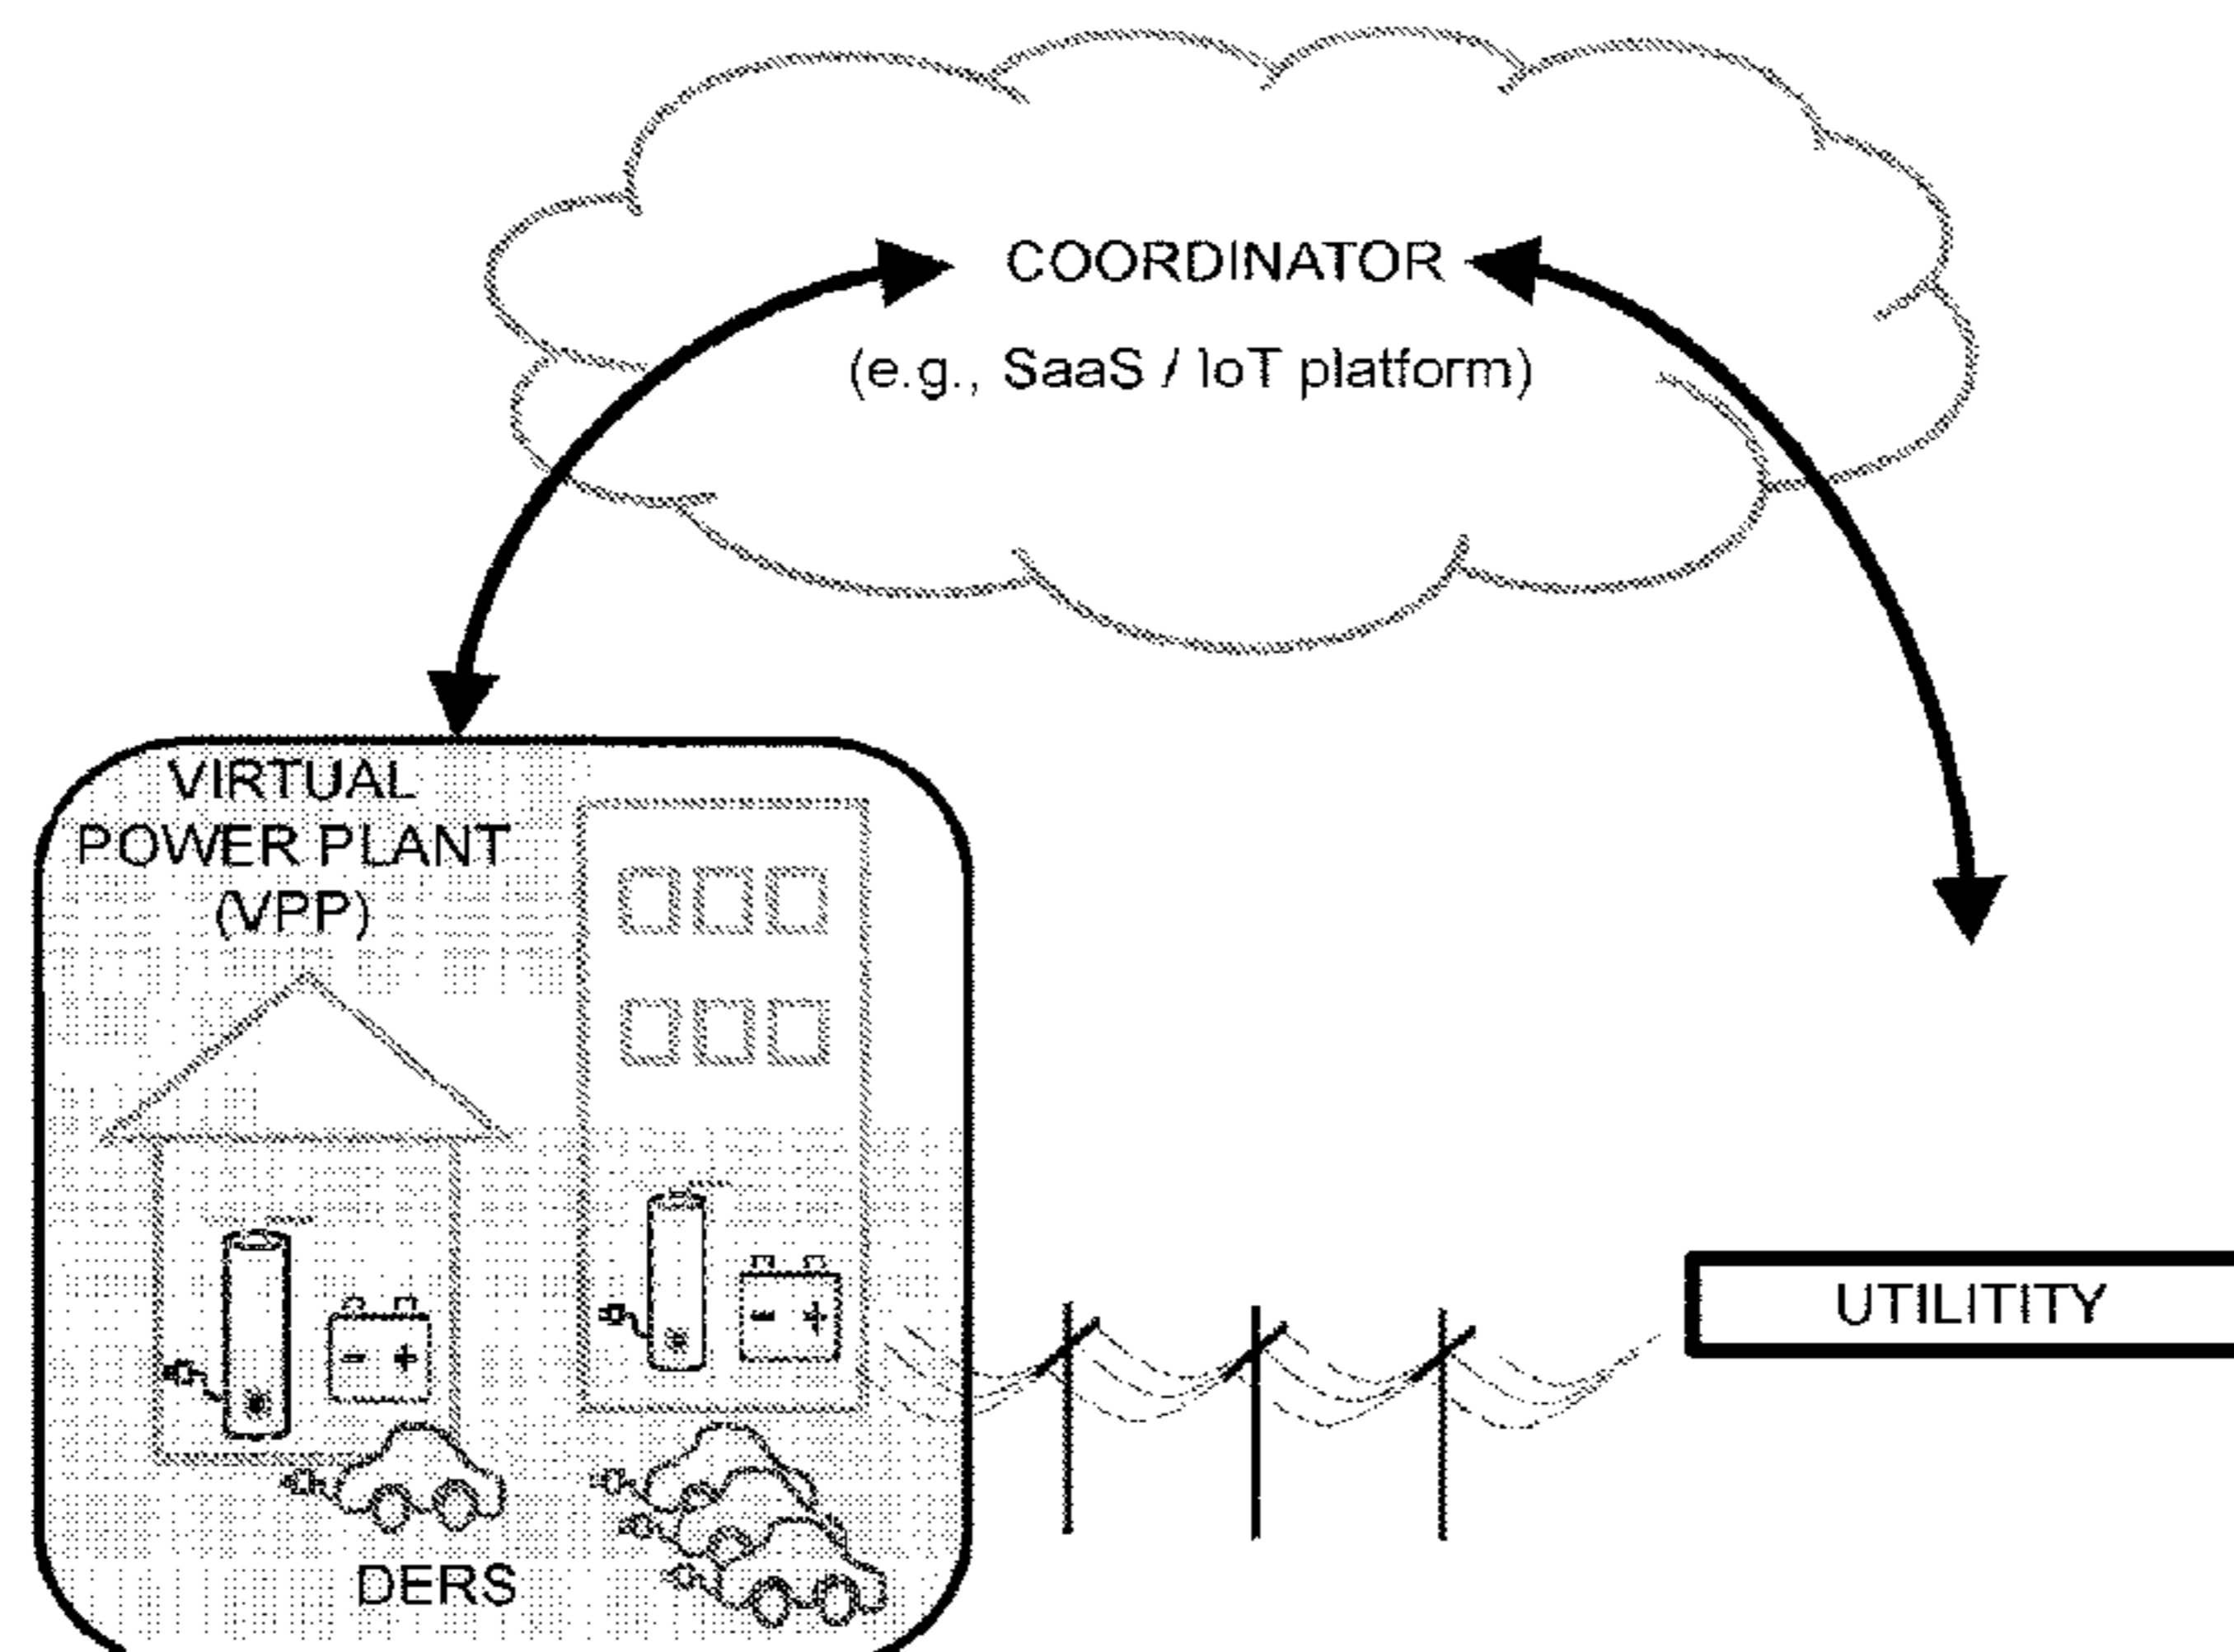 COORDINATOR
(e.g., SaaS / IoT platform)
VIRTUAL
POWER PLANT
(VPP)
- +
- +
DERS
UTILITITY